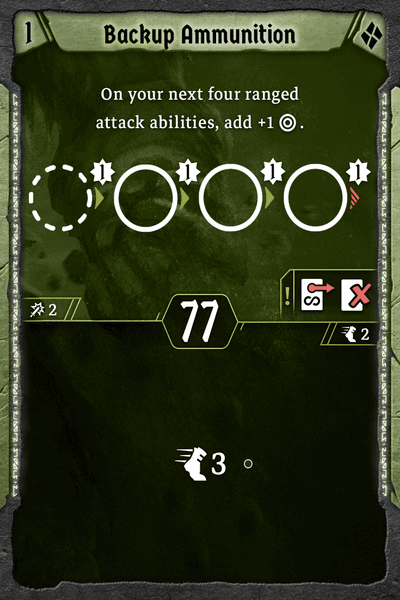 1
Backup Ammunition
On your next four ranged
attack abilities, add +1 .
1 1 1 1
2
77
2
3